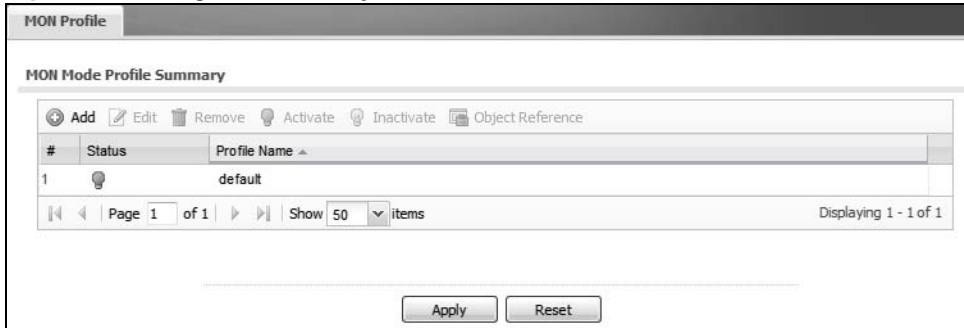 MON Profile
MON Mode Profile Summary
Add Edit Remove Activate Inactivate Object Reference
# Status Profile Name
1 default
Page 1 of 1 Show 50 items Displaying 1 - 1 of 1
Apply Reset